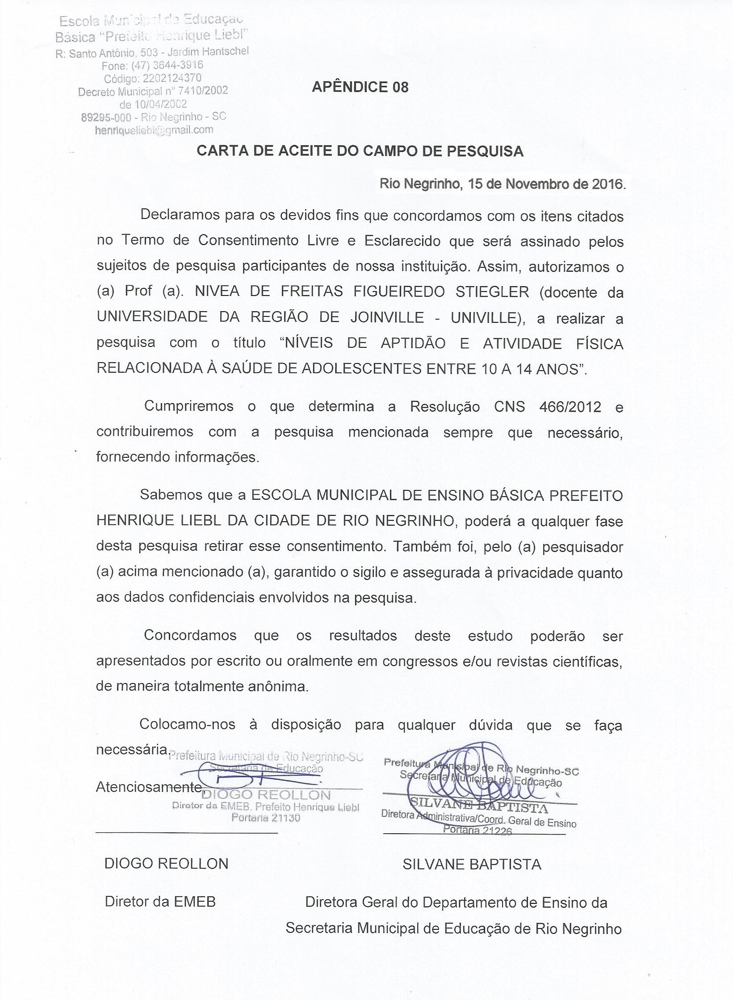 Escola Municipal de Educação
Básica “Prefeito Henrique Liebl”
R: Santo Antônio, 503 - Jardim Hantschel
Fone: (47) 3644-3916
Código: 2202124370
Decreto Municipal n° 7410/2002
de 10/04/2002
89295-000 - Rio Negrinho - SC
henriqueliebl@gmail.com
APÊNDICE 08
CARTA DE ACEITE DO CAMPO DE PESQUISA
Rio Negrinho, 15 de Novembro de 2016.
Declaramos para os devidos fins que concordamos com os itens citados
no Termo de Consentimento Livre e Esclarecido que será assinado pelos
sujeitos de pesquisa participantes de nossa instituição. Assim, autorizamos o
(a) Prof (a). NIVEA DE FREITAS FIGUEIREDO STIEGLER (docente da
UNIVERSIDADE DA REGIÃO DE JOINVILLE - UNIVILLE), a realizar a
pesquisa com o título “NÍVEIS DE APTIDÃO E ATIVIDADE FÍSICA
RELACIONADA À SAÚDE DE ADOLESCENTES ENTRE 10 A 14 ANOS”.
Cumpriremos o que determina a Resolução CNS 466/2012 e
contribuiremos com a pesquisa mencionada sempre que necessário,
fornecendo informações.
Sabemos que a ESCOLA MUNICIPAL DE ENSINO BÁSICA PREFEITO
HENRIQUE LIEBL DA CIDADE DE RIO NEGRINHO, poderá a qualquer fase
desta pesquisa retirar esse consentimento. Também foi, pelo (a) pesquisador
(a) acima mencionado (a), garantido o sigilo e assegurada à privacidade quanto
aos dados confidenciais envolvidos na pesquisa.
Concordamos que os resultados deste estudo poderão ser
apresentados por escrito ou oralmente em congressos e/ou revistas científicas,
de maneira totalmente anônima.
Colocamo-nos à disposição para qualquer dúvida que se faça
necessária.
Prefeitura Municipal de Rio Negrinho-SC
Secretaria de Educação
Atenciosamente,
DIOGO REOLLON
Diretor da EMEB. Prefeito Henrique Liebl
Portaria 21130
Prefeitura Municipal de Rio Negrinho-SC
Secretaria Municipal de Educação
SILVANE BAPTISTA
Diretora Administrativa/Coord. Geral de Ensino
Portaria 21226
DIOGO REOLLON
SILVANE BAPTISTA
Diretor da EMEB
Diretora Geral do Departamento de Ensino da
Secretaria Municipal de Educação de Rio Negrinho